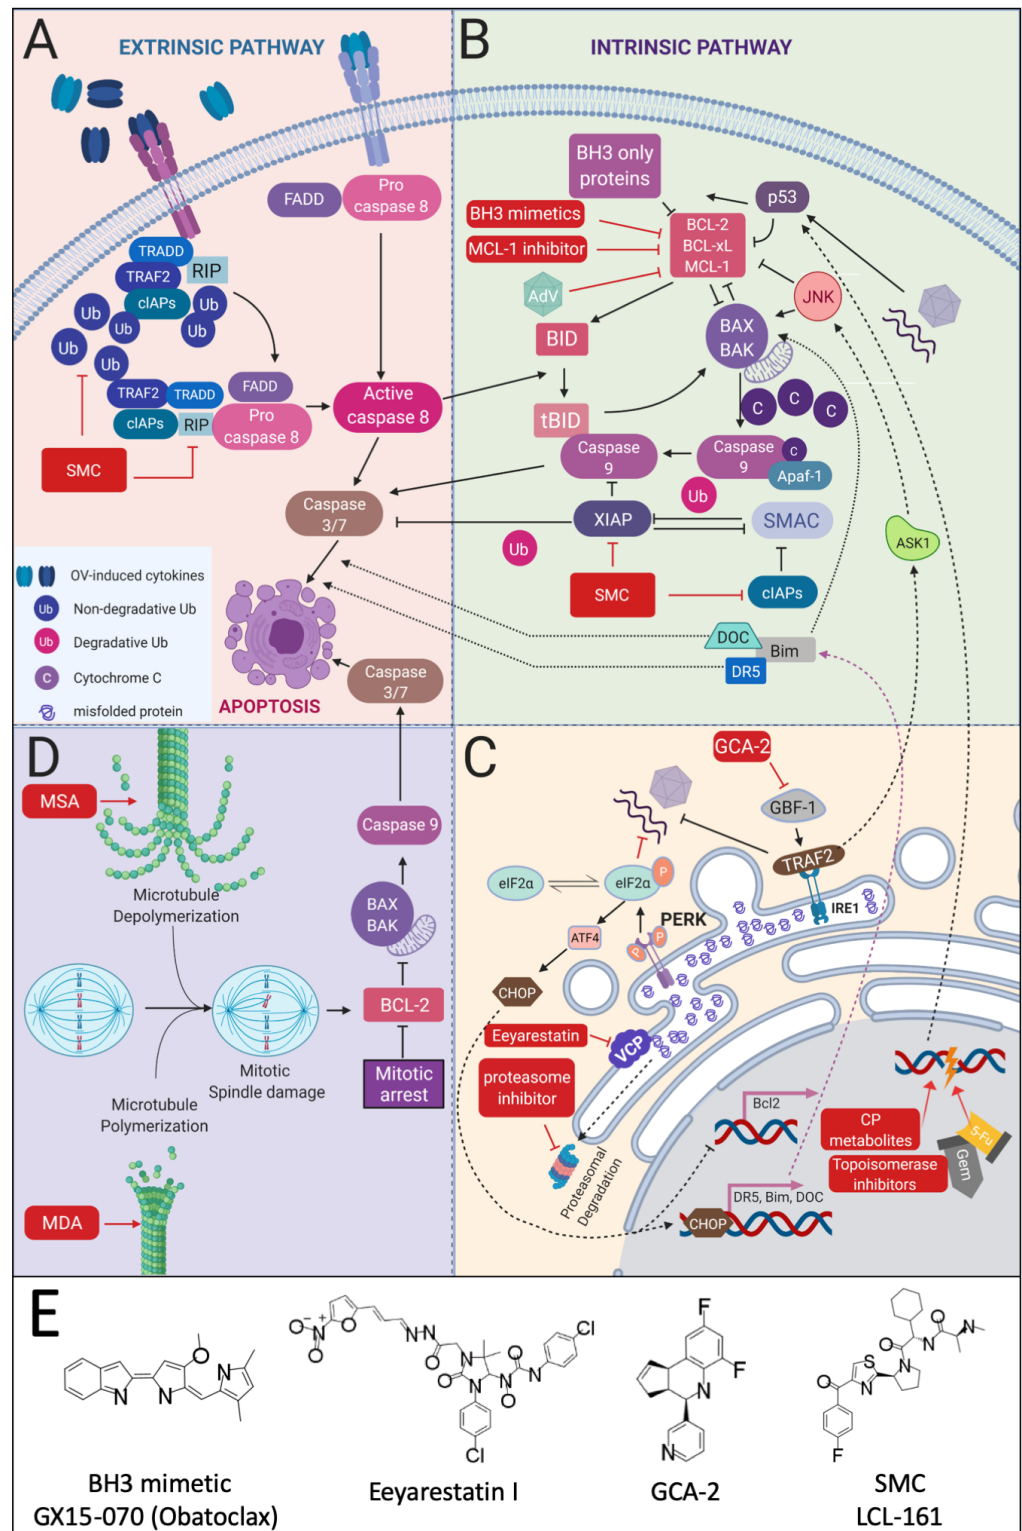 A
EXTRINSIC PATHWAY
FADD
Pro
caspase 8
TRADD
TRAF2
RIP
cIAPs
Ub
Ub
Ub
Ub
Ub
Ub
TRAF2
TRADD
FADD
cIAPs
RIP
Pro
caspase 8
Active
caspase 8
SMC
Caspase
3/7
OV-induced cytokines
Ub
Non-degradative Ub
Ub
Degradative Ub
C
Cytochrome C
misfolded protein
APOPTOSIS
Caspase
3/7
B
INTRINSIC PATHWAY
BH3 only
proteins
p53
BH3 mimetics
MCL-1 inhibitor
BCL-2
BCL-xL
MCL-1
AdV
JNK
BID
BAX
BAK
tBID
C
C
C
Caspase
9
Caspase
9
C
Apaf-1
Ub
XIAP
SMAC
Ub
ASK1
SMC
cIAPs
DOC
Bim
DR5
D
MSA
Microtubule
Depolymerization
Caspase 9
BAX
BAK
BCL-2
Mitotic
Spindle damage
Mitotic
arrest
Microtubule
Polymerization
MDA
C
GCA-2
GBF-1
TRAF2
IRE1
eIF2α
eIF2α
P
PERK
P
P
ATF4
CHOP
Eeyarestatin
VCP
proteasome
inhibitor
Proteasomal
Degradation
Bcl2
CP
metabolites
Topoisomerase
inhibitors
5-Fu
Gem
DR5, Bim, DOC
CHOP
E
O
N
N
N
O−
N+
O
O
N
N
O
N
O
N
N
O
O
N
Cl
Cl
F
F
N
N
O
N
N
O
N
S
N
O
F
BH3 mimetic
GX15-070 (Obatoclax)
Eeyarestatin I
GCA-2
SMC
LCL-161